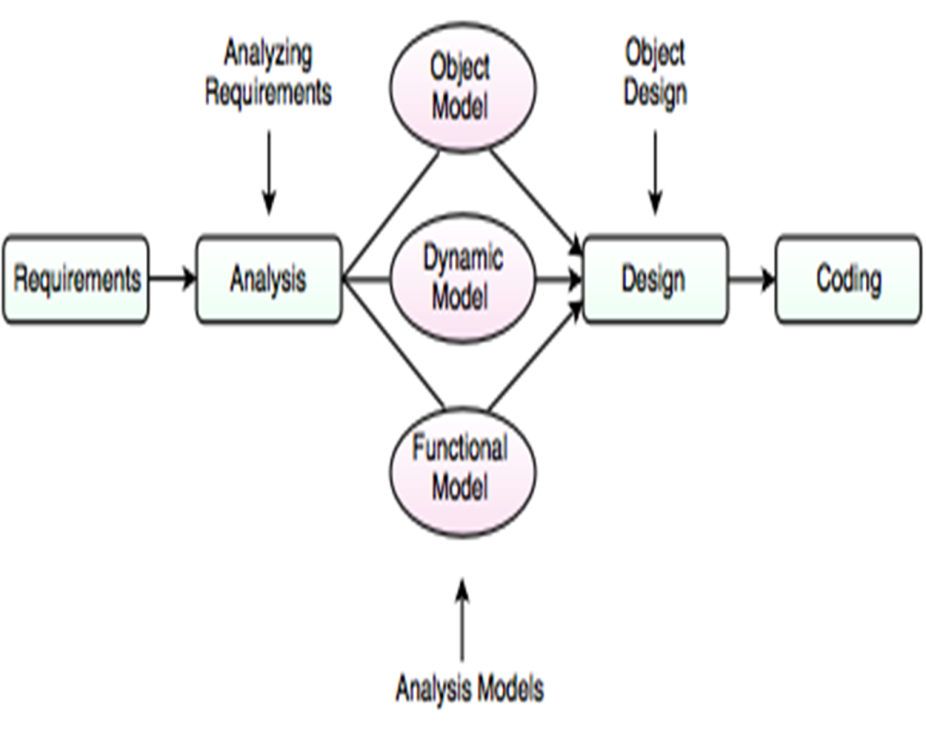 Analyzing
Requirements
Object
Model
Object
Design
Requirements
Analysis
Dynamic
Model
Design
Coding
Functional
Model
Analysis Models